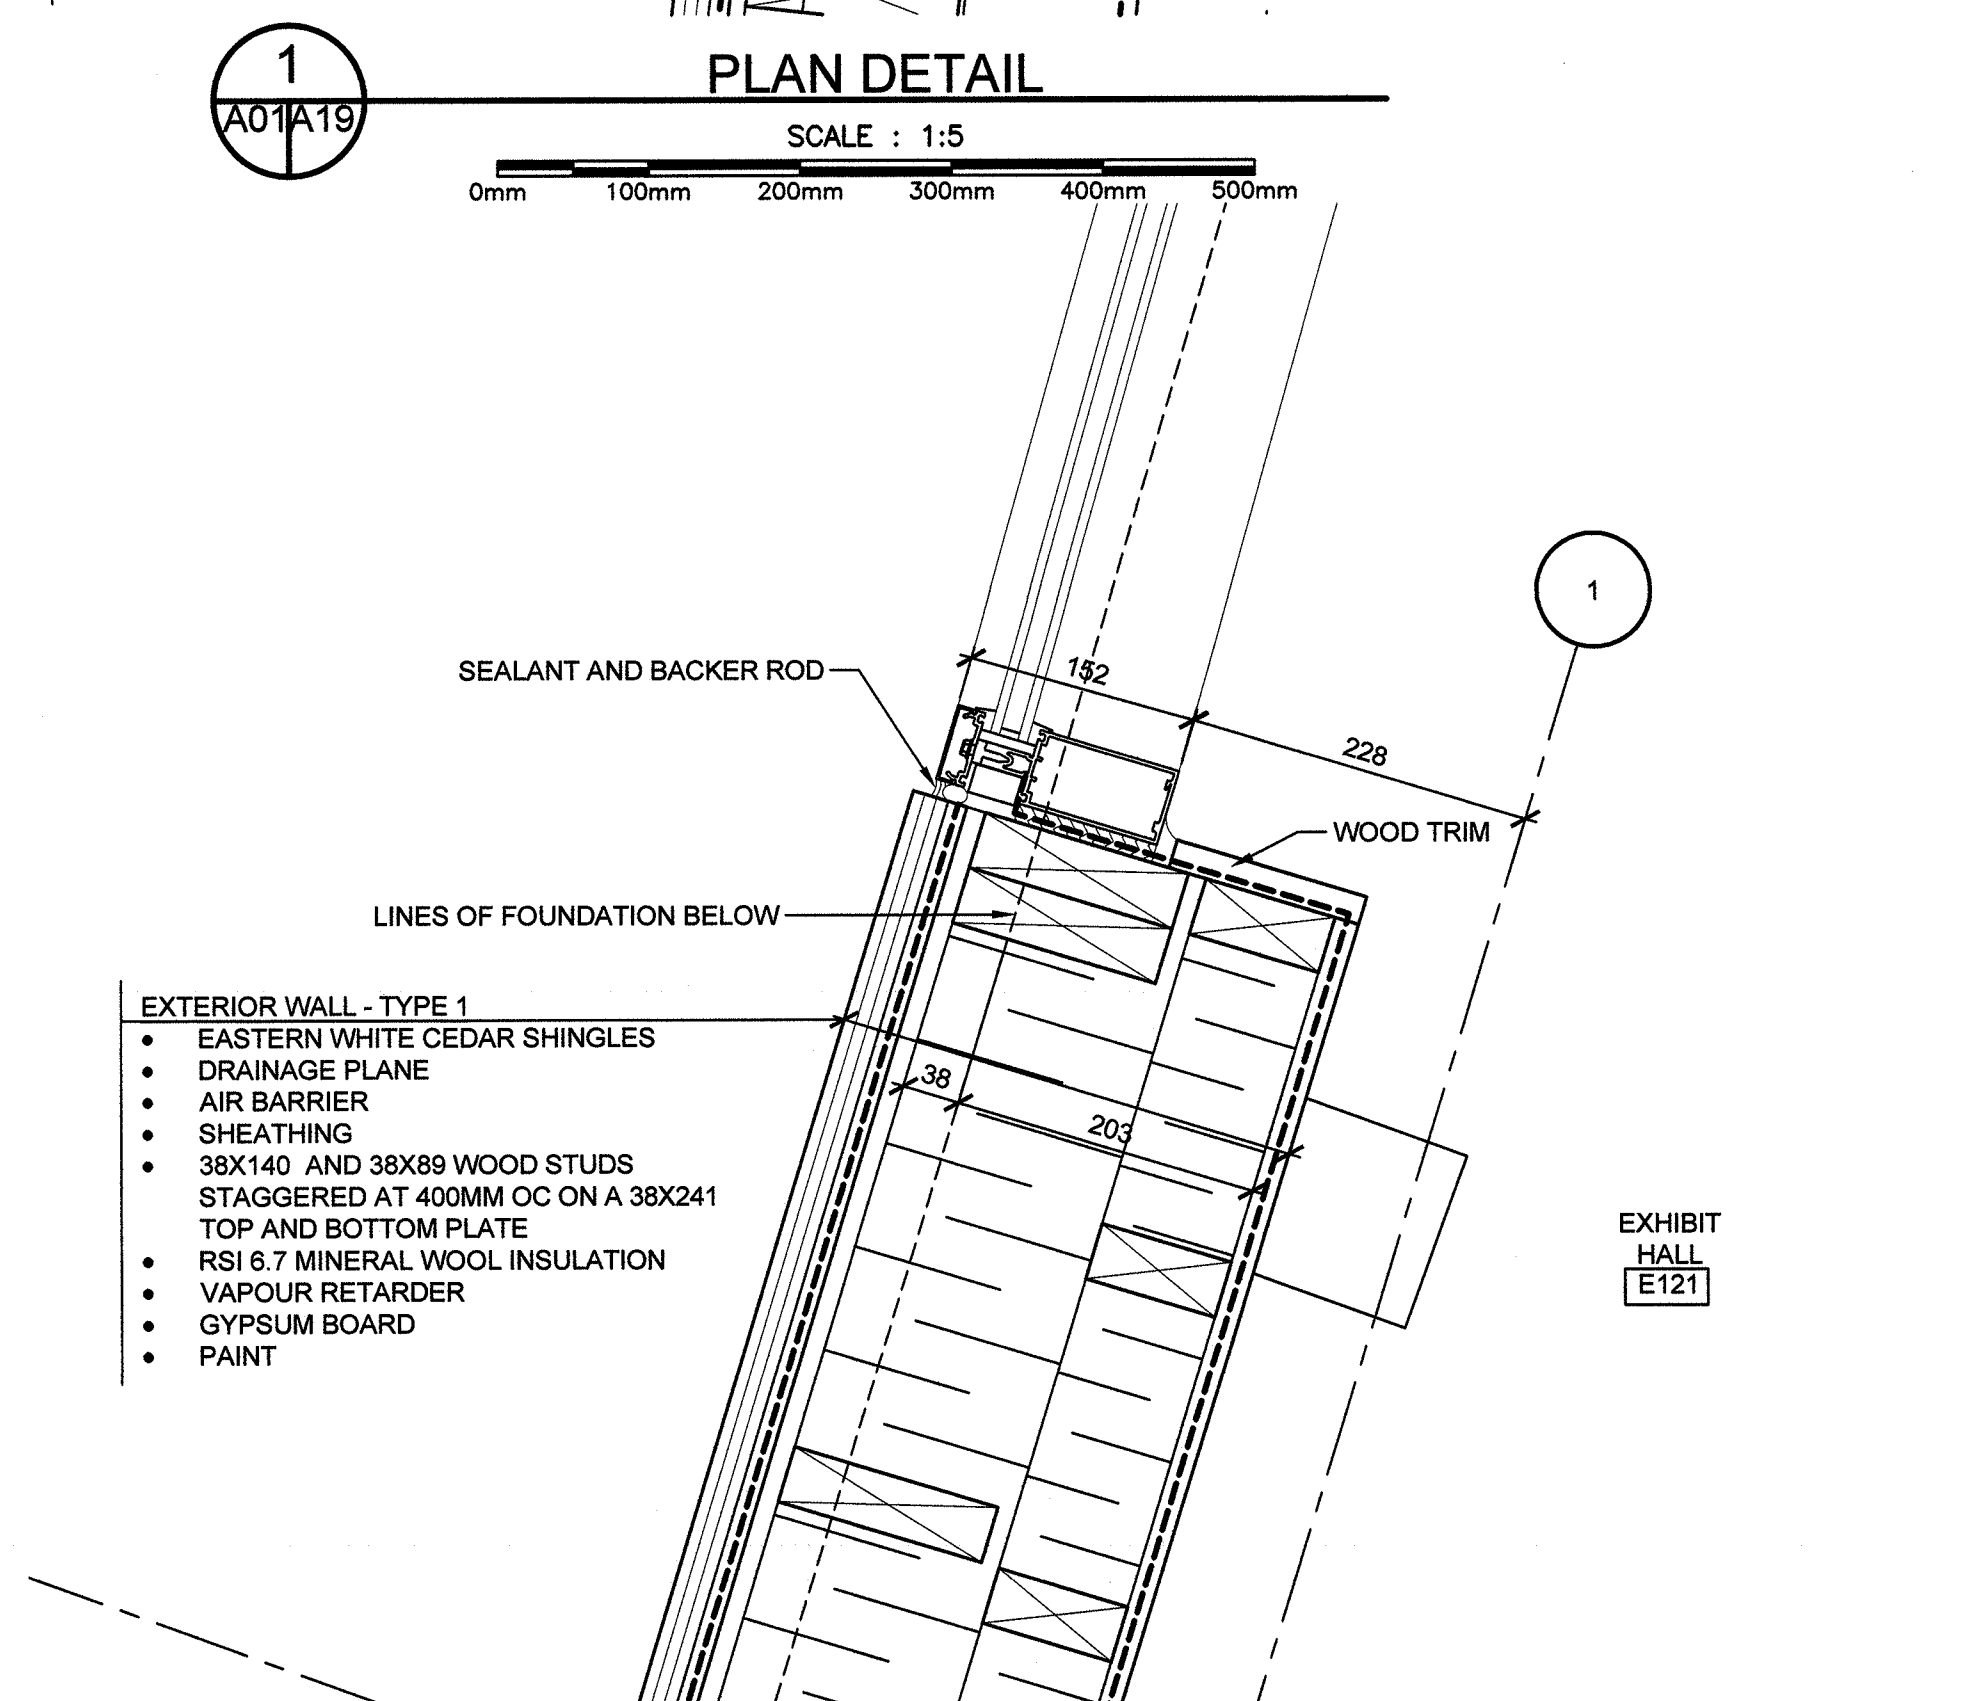 1
A01 A19
PLAN DETAIL
SCALE : 1:5
0mm 100mm 200mm 300mm 400mm 500mm
1
SEALANT AND BACKER ROD
152
228
WOOD TRIM
LINES OF FOUNDATION BELOW
EXTERIOR WALL - TYPE 1
• EASTERN WHITE CEDAR SHINGLES
• DRAINAGE PLANE
• AIR BARRIER
• SHEATHING
• 38X140 AND 38X89 WOOD STUDS
STAGGERED AT 400MM OC ON A 38X241
TOP AND BOTTOM PLATE
• RSI 6.7 MINERAL WOOL INSULATION
• VAPOUR RETARDER
• GYPSUM BOARD
• PAINT
38
203
EXHIBIT
HALL
E121